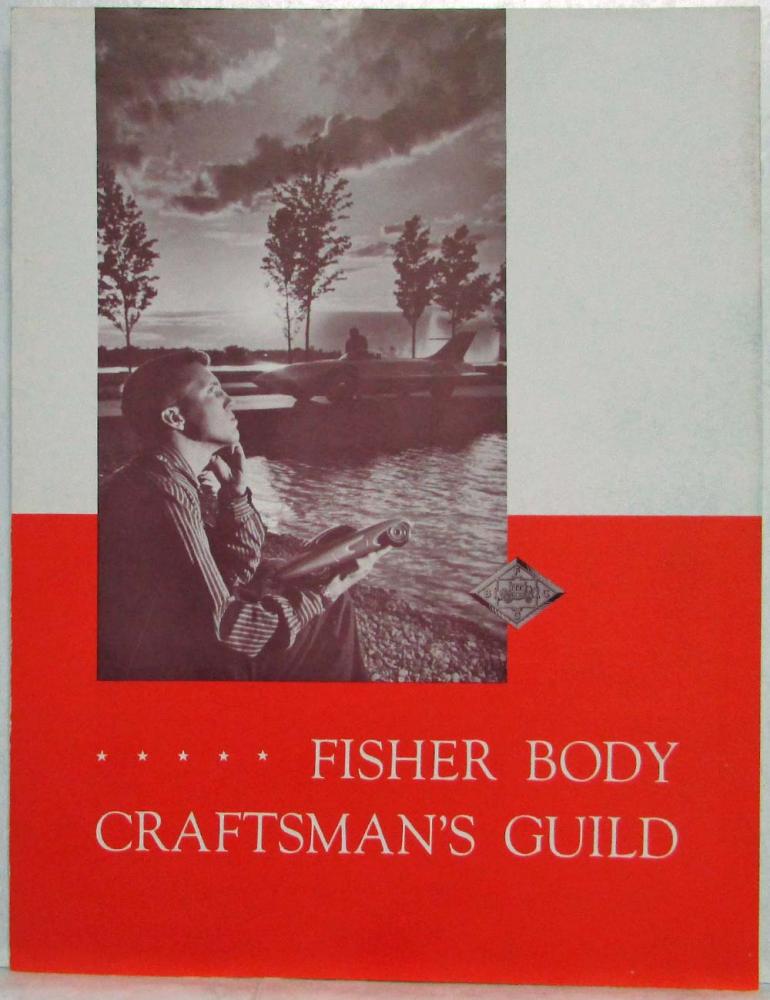 F
B C
G
★ ★ ★ ★ ★ FISHER BODY
CRAFTSMAN'S GUILD